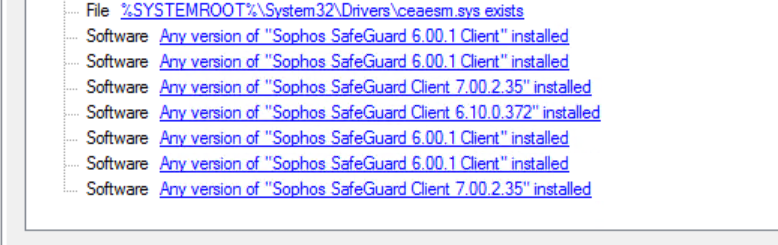 File %SYSTEMROOT%\System32\Drivers\ceaesm.sys exists
Software Any version of "Sophos SafeGuard 6.00.1 Client" installed
Software Any version of "Sophos SafeGuard 6.00.1 Client" installed
Software Any version of "Sophos SafeGuard Client 7.00.2.35" installed
Software Any version of "Sophos SafeGuard Client 6.10.0.372" installed
Software Any version of "Sophos SafeGuard 6.00.1 Client" installed
Software Any version of "Sophos SafeGuard 6.00.1 Client" installed
Software Any version of "Sophos SafeGuard Client 7.00.2.35" installed